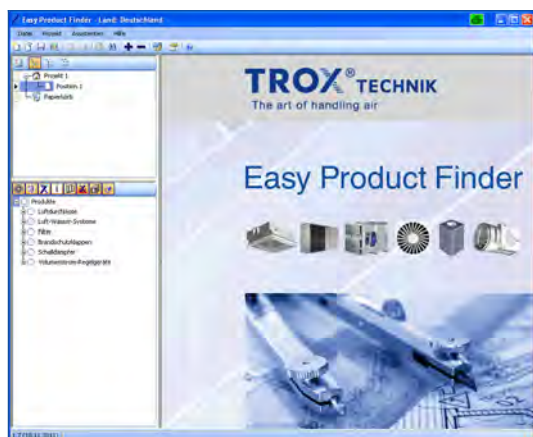 Easy Product Finder - Land: Deutschland
Datei Projekt Assistenten Hilfe
Projekt 1
Position 1
Papierkorb
TROX® TECHNIK
The art of handling air
Easy Product Finder
Produkte
Luftdurchlässe
Luft-Wasser-Systeme
Filter
Brandschutzklappen
Schalldämpfer
Volumenstrom-Regelgeräte